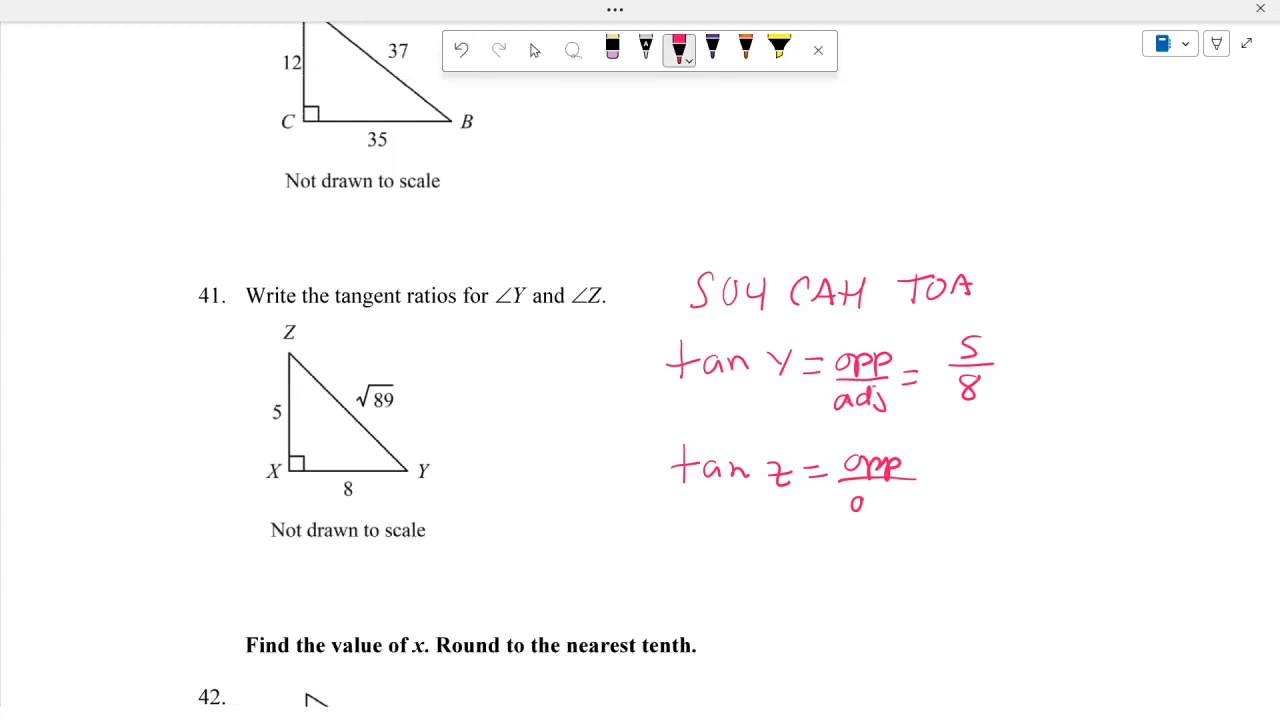 12
37
C
B
35
Not drawn to scale
41. Write the tangent ratios for ∠Y and ∠Z.
SOH CAH TOA
Z
tan Y = opp/adj = 5/8
5
√89
X
Y
8
tan Z = opp/a
Not drawn to scale
Find the value of x. Round to the nearest tenth.
42.